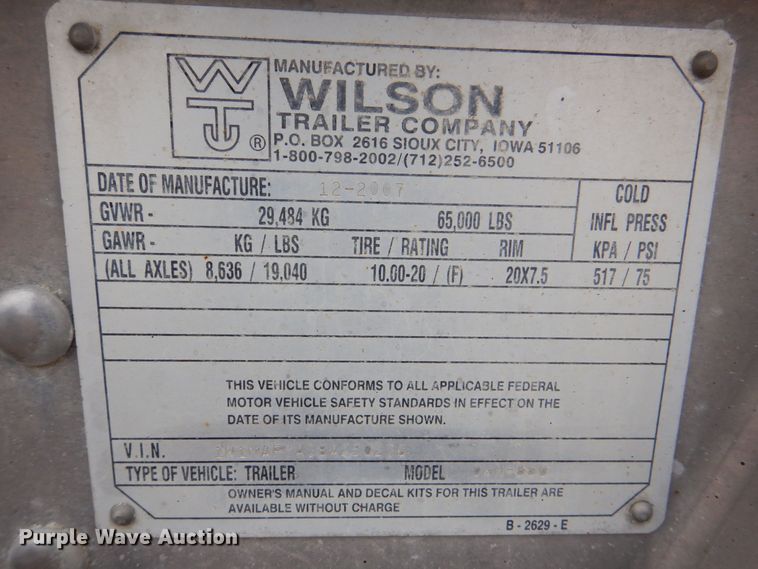 WT ®
MANUFACTURED BY:
WILSON
TRAILER COMPANY
P.O. BOX 2616 SIOUX CITY, IOWA 51106
1-800-798-2002/(712)252-6500
DATE OF MANUFACTURE: 12-2007
COLD
GVWR - 29,484 KG 65,000 LBS INFL PRESS
GAWR - KG / LBS TIRE / RATING RIM KPA / PSI
(ALL AXLES) 8,636 / 19,040 10.00-20 / (F) 20X7.5 517 / 75
THIS VEHICLE CONFORMS TO ALL APPLICABLE FEDERAL
MOTOR VEHICLE SAFETY STANDARDS IN EFFECT ON THE
DATE OF ITS MANUFACTURE SHOWN.
V.I.N.
TYPE OF VEHICLE: TRAILER MODEL
OWNER'S MANUAL AND DECAL KITS FOR THIS TRAILER ARE
AVAILABLE WITHOUT CHARGE
B - 2629 - E
Purple Wave Auction